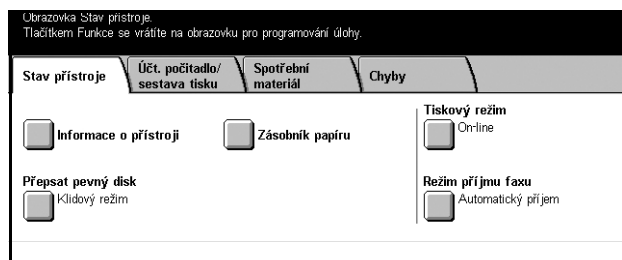 Obrazovka Stav přístroje.
Tlačítkem Funkce se vrátíte na obrazovku pro programování úlohy.
Stav přístroje
Účt. počitadlo/
sestava tisku
Spotřební
materiál
Chyby
Informace o přístroji
Zásobník papíru
Tiskový režim
On-line
Přepsat pevný disk
Klidový režim
Režim příjmu faxu
Automatický příjem